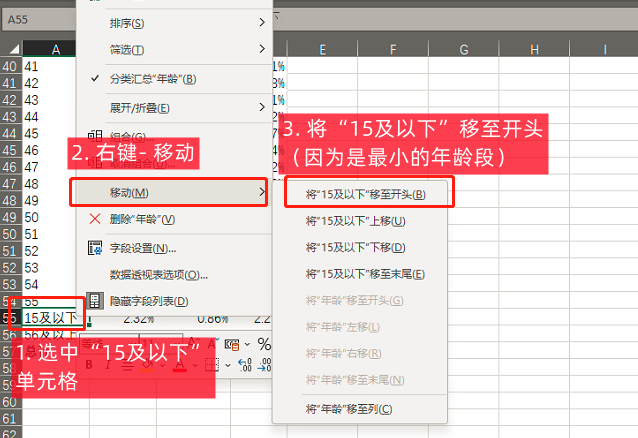 A55
A
E
F
G
H
I
排序(S)
筛选(T)
分类汇总“年龄”(B)
展开/折叠(E)
组合(G)...
移动(M)
删除“年龄”(V)
字段设置(N)...
数据透视表选项(O)...
隐藏字段列表(D)
2. 右键- 移动
3. 将“15及以下”移至开头
（因为是最小的年龄段）
将“15及以下”移至开头(B)
将“15及以下”上移(U)
将“15及以下”下移(D)
将“15及以下”移至末尾(E)
将“年龄”移至开头(G)
将“年龄”左移(L)
将“年龄”右移(R)
将“年龄”移至末尾(N)
将“年龄”移至列(C)
40 41
41 42
42 43
43 44
44 45
45 46
46 47
47 48
48 49
49 50
50 51
51 52
52 53
53 54
54 55
55 15及以下 2.32% 0.86% 2.2
56 56及以上
57
58
59
60
61
62
1. 选中“15及以下”
单元格